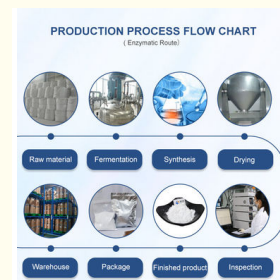 PRODUCTION PROCESS FLOW CHART
( Enzymatic Route)
Raw material
Fermentation
Synthesis
Drying
Warehouse
Package
Finished product
Inspection